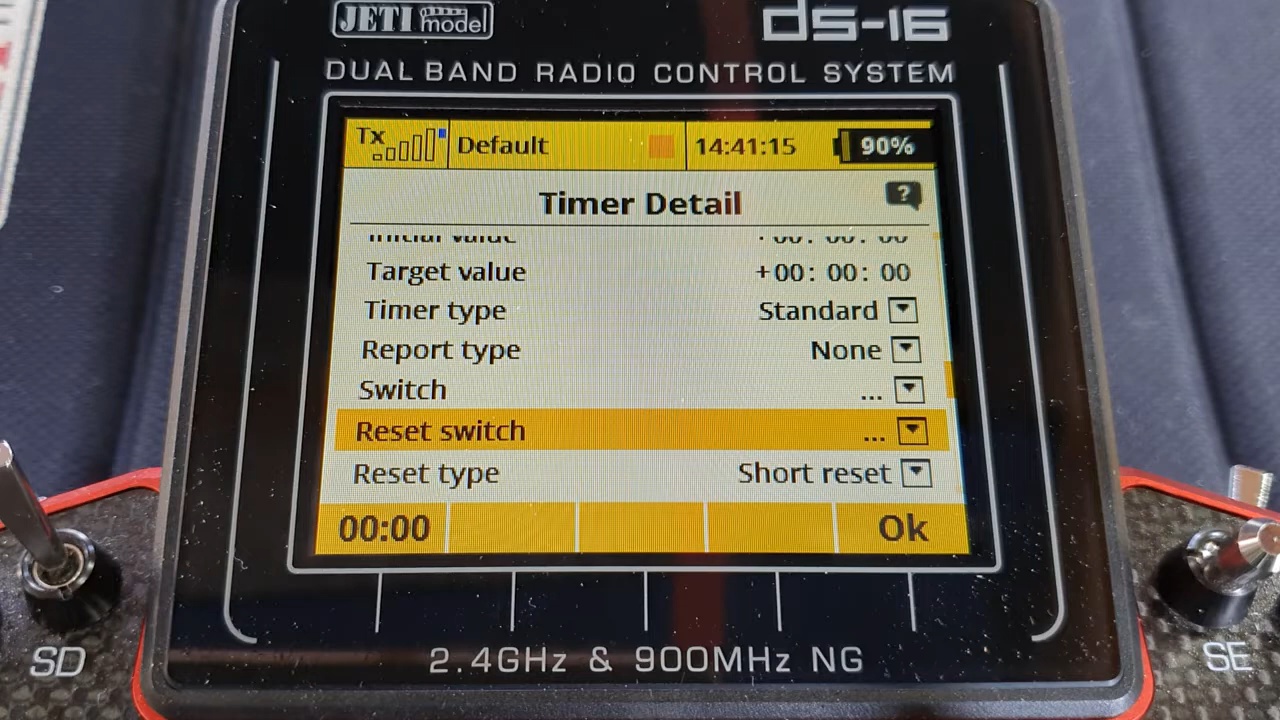 JETI model
DS-16
DUAL BAND RADIO CONTROL SYSTEM
Tx Default 14:41:15 90%
Timer Detail ?
Initial value
Target value +00: 00: 00
Timer type Standard
Report type None
Switch ...
Reset switch ...
Reset type Short reset
00:00 Ok
SD
SE
2.4GHz & 900MHz NG